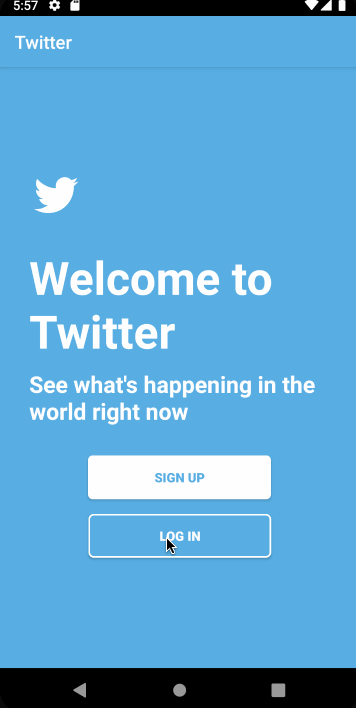 5:57
Twitter
Welcome to
Twitter
See what's happening in the
world right now
SIGN UP
LOG IN